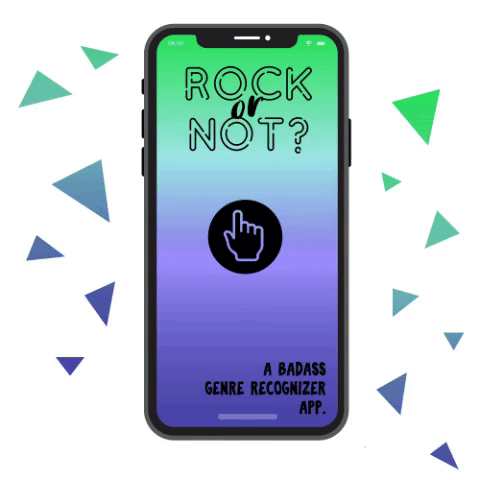 ROCK
or
NOT?
A BADASS
GENRE RECOGNIZER
APP.